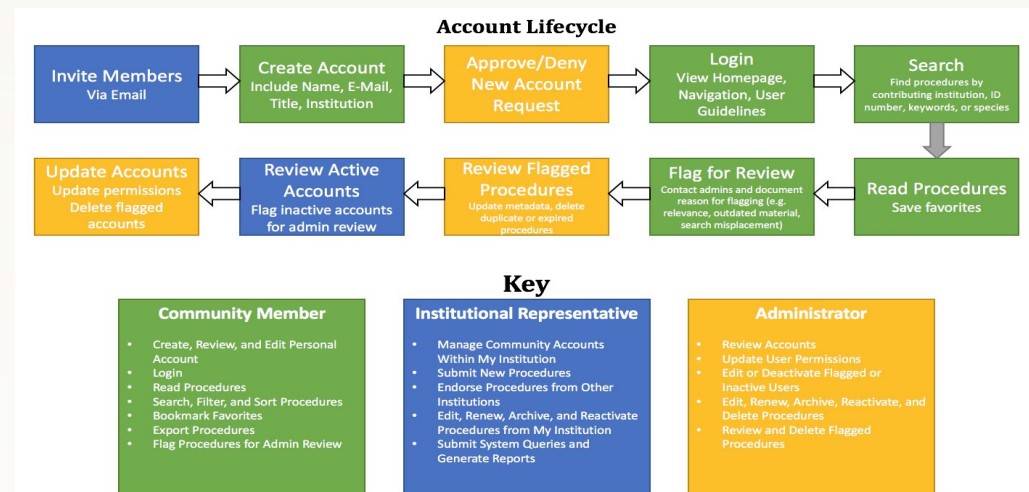 Account Lifecycle
Invite Members
Via Email
Create Account
Include Name, E-Mail,
Title, Institution
Approve/Deny
New Account
Request
Login
View Homepage,
Navigation, User
Guidelines
Search
Find procedures by
contributing institution, ID
number, keywords, or species
Update Accounts
Update permissions
Delete flagged
accounts
Review Active
Accounts
Flag inactive accounts
for admin review
Review Flagged
Procedures
Update metadata, delete
duplicate or expired
procedures
Flag for Review
Contact admins and document
reason for flagging (e.g.
relevance, outdated material,
search misplacement)
Read Procedures
Save favorites
Key
Community Member
• Create, Review, and Edit Personal
Account
• Login
• Read Procedures
• Search, Filter, and Sort Procedures
• Bookmark Favorites
• Export Procedures
• Flag Procedures for Admin Review
Institutional Representative
• Manage Community Accounts
Within My Institution
• Submit New Procedures
• Endorse Procedures from Other
Institutions
• Edit, Renew, Archive, and Reactivate
Procedures from My Institution
• Submit System Queries and
Generate Reports
Administrator
• Review Accounts
• Update User Permissions
• Edit or Deactivate Flagged or
Inactive Users
• Edit, Renew, Archive, Reactivate, and
Delete Procedures
• Review and Delete Flagged
Procedures